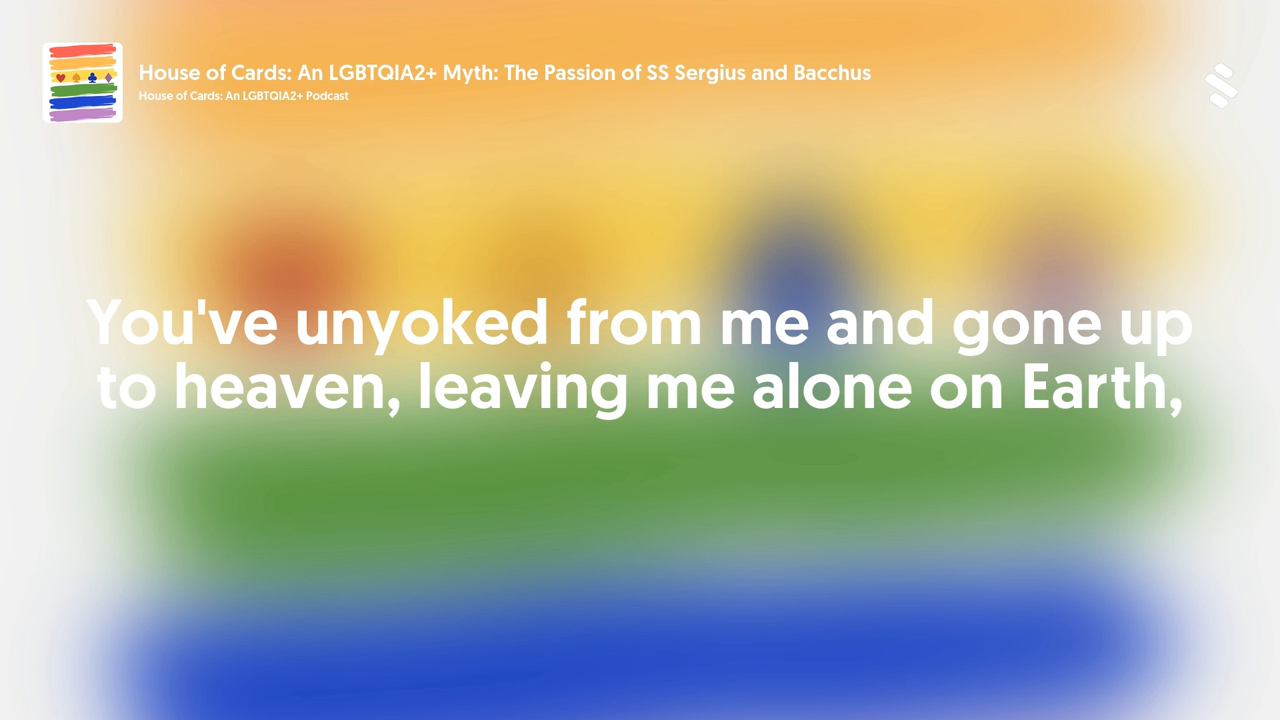 House of Cards: An LGBTQIA2+ Myth: The Passion of SS Sergius and Bacchus
House of Cards: An LGBTQIA2+ Podcast
You've unyoked from me and gone up
to heaven, leaving me alone on Earth,